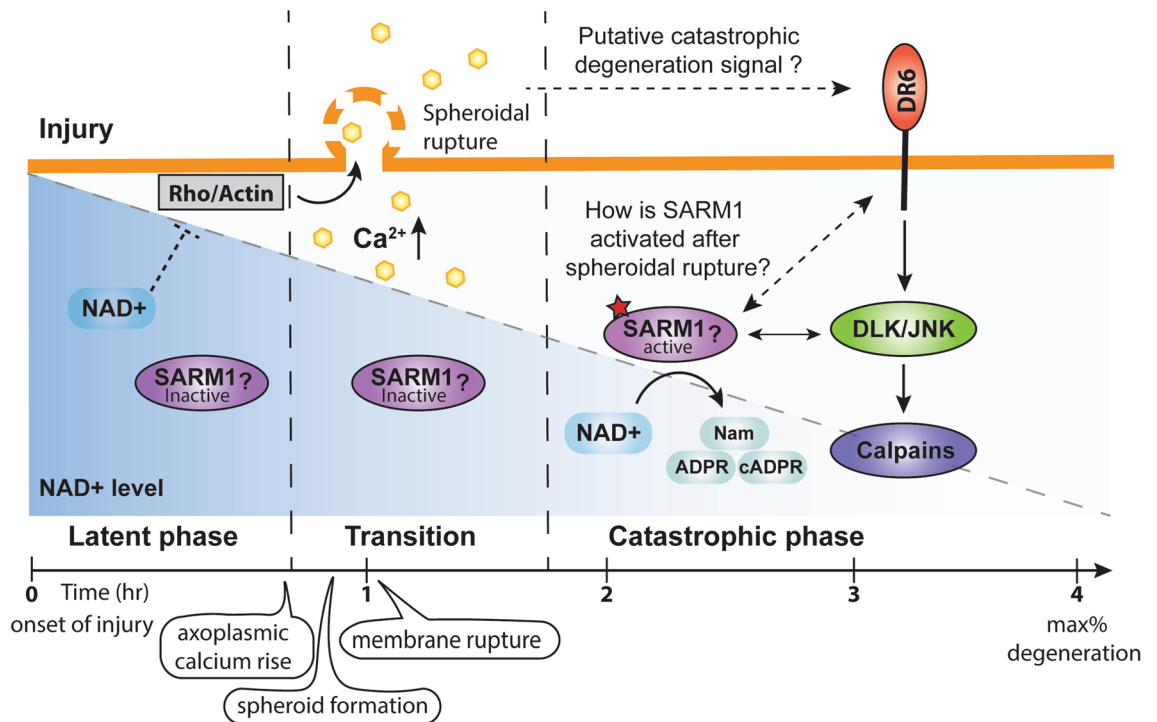 Putative catastrophic
degeneration signal ?
DR6
Injury
Spheroidal
rupture
Rho/Actin
Ca2+
How is SARM1
activated after
spheroidal rupture?
NAD+
SARM1?
active
DLK/JNK
SARM1?
Inactive
SARM1?
Inactive
NAD+
Nam
ADPR
cADPR
Calpains
NAD+ level
Latent phase
Transition
Catastrophic phase
0
Time (hr)
1
2
3
4
onset of injury
axoplasmic
calcium rise
membrane rupture
spheroid formation
max%
degeneration